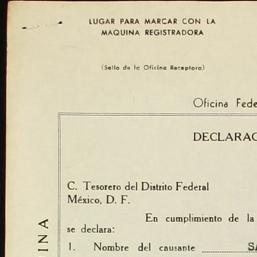 LUGAR PARA MARCAR CON LA
MAQUINA REGISTRADORA
(Sello de la Oficina Receptora)
Oficina Fede
DECLARAC
C. Tesorero del Distrito Federal
México, D. F.
En cumplimiento de la
se declara:
1. Nombre del causante SA
INA